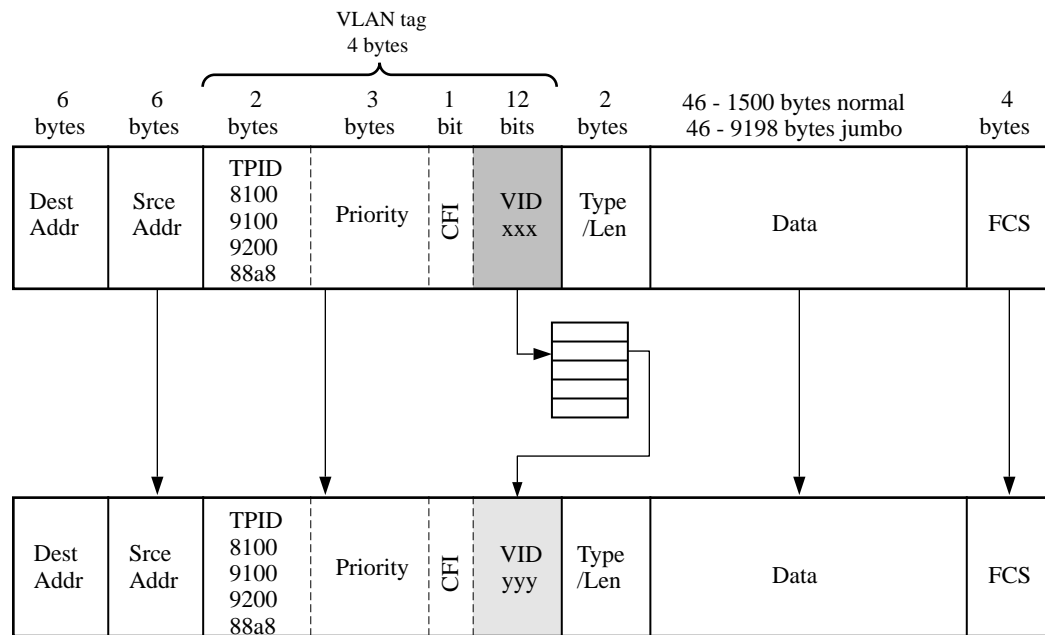 VLAN tag
4 bytes
6
bytes
6
bytes
2
bytes
3
bytes
1
bit
12
bits
2
bytes
46 - 1500 bytes normal
46 - 9198 bytes jumbo
4
bytes
Dest
Addr
Srce
Addr
TPID
8100
9100
9200
88a8
Priority
CFI
VID
xxx
Type
/Len
Data
FCS
Dest
Addr
Srce
Addr
TPID
8100
9100
9200
88a8
Priority
CFI
VID
yyy
Type
/Len
Data
FCS